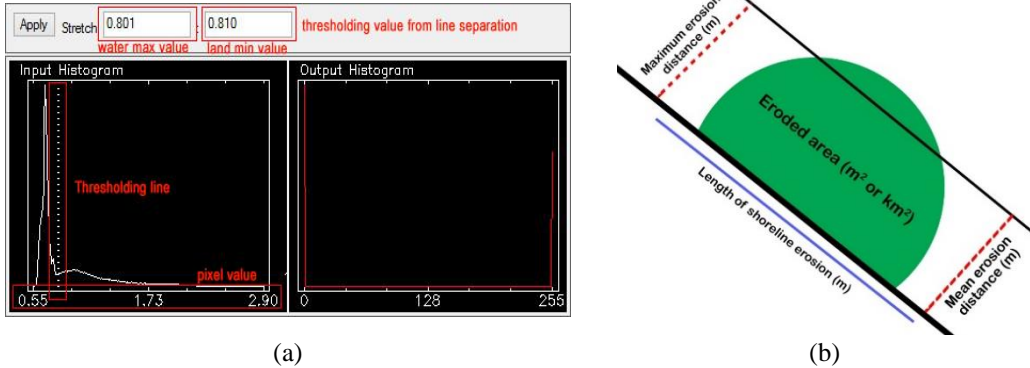 Apply Stretch 0.801 0.810 thresholding value from line separation
water max value land min value
Input Histogram
Thresholding line
pixel value
0.55 1.73 2.90
Output Histogram
0 128 255
(a)
Maximum erosion
distance (m)
Eroded area (m² or km²)
Length of shoreline erosion (m)
Mean erosion
distance (m)
(b)